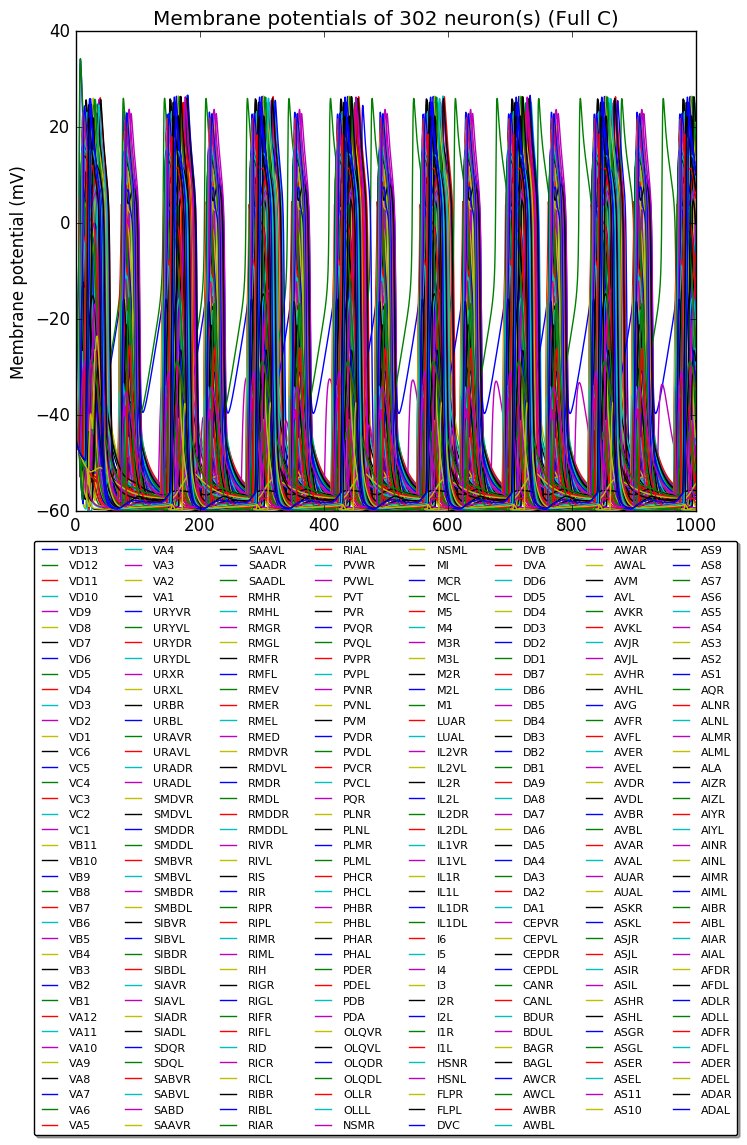 Membrane potentials of 302 neuron(s) (Full C)
Membrane potential (mV)
40
20
0
−20
−40
−60
0 200 400 600 800 1000
VD13 VA4 SAAVL RIAL NSML DVB AWAR AS9
VD12 VA3 SAADR PVWR MI DVA AWAL AS8
VD11 VA2 SAADL PVWL MCR DD6 AVM AS7
VD10 VA1 RMHR PVT MCL DD5 AVL AS6
VD9 URYVR RMHL PVR M5 DD4 AVKR AS5
VD8 URYVL RMGR PVQR M4 DD3 AVKL AS4
VD7 URYDR RMGL PVQL M3R DD2 AVJR AS3
VD6 URYDL RMFR PVPR M3L DD1 AVJL AS2
VD5 URXR RMFL PVPL M2R DB7 AVHR AS1
VD4 URXL RMEV PVNR M2L DB6 AVHL AQR
VD3 URBR RMER PVNL M1 DB5 AVG ALNR
VD2 URBL RMEL PVM LUAR DB4 AVFR ALNL
VD1 URAVR RMED PVDR LUAL DB3 AVFL ALMR
VC6 URAVL RMDVR PVDL IL2VR DB2 AVER ALML
VC5 URADR RMDVL PVCR IL2VL DB1 AVEL ALA
VC4 URADL RMDR PVCL IL2R DA9 AVDR AIZR
VC3 SMDVR RMDL PQR IL2L DA8 AVDL AIZL
VC2 SMDVL RMDDR PLNR IL2DR DA7 AVBR AIYR
VC1 SMDDR RMDDL PLNL IL2DL DA6 AVBL AIYL
VB11 SMDDL RIVR PLMR IL1VR DA5 AVAR AINR
VB10 SMBVR RIVL PLML IL1VL DA4 AVAL AINL
VB9 SMBVL RIS PHCR IL1R DA3 AUAR AIMR
VB8 SMBDR RIR PHCL IL1L DA2 AUAL AIML
VB7 SMBDL RIPR PHBR IL1DR DA1 ASKR AIBR
VB6 SIBVR RIPL PHBL IL1DL CEPVR ASKL AIBL
VB5 SIBVL RIMR PHAR I6 CEPVL ASJR AIAR
VB4 SIBDR RIML PHAL I5 CEPDR ASJL AIAL
VB3 SIBDL RIH PDER I4 CEPDL ASIR AFDR
VB2 SIAVR RIGR PDEL I3 CANR ASIL AFDL
VB1 SIAVL RIGL PDB I2R CANL ASHR ADLR
VA12 SIADR RIFR PDA I2L BDUR ASHL ADLL
VA11 SIADL RIFL OLQVR I1R BDUL ASGR ADFR
VA10 SDQR RID OLQVL I1L BAGR ASGL ADFL
VA9 SDQL RICR OLQDR HSNR BAGL ASER ADER
VA8 SABVR RICL OLQDL HSNL AWCR ASEL ADEL
VA7 SABVL RIBR OLLR FLPR AWCL AS11 ADAR
VA6 SABD RIBL OLLL FLPL AWBR AS10 ADAL
VA5 SAAVR RIAR NSMR DVC AWBL